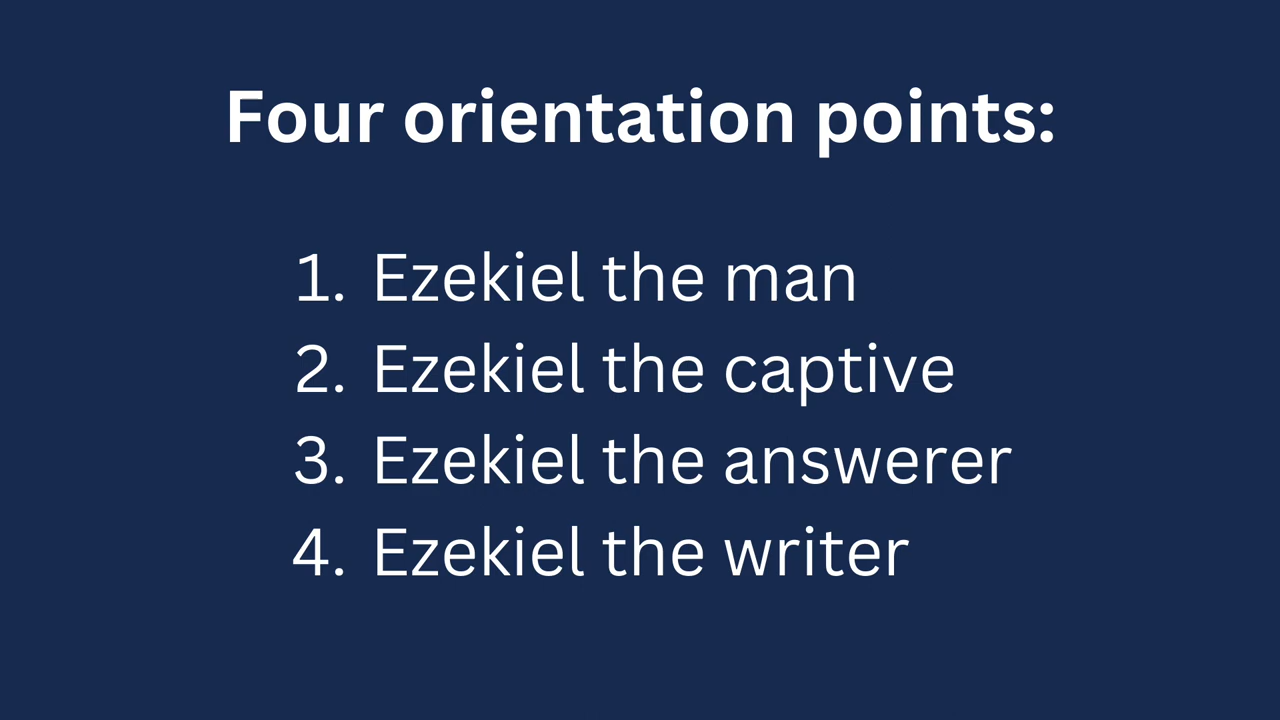 Four orientation points:
1. Ezekiel the man
2. Ezekiel the captive
3. Ezekiel the answerer
4. Ezekiel the writer